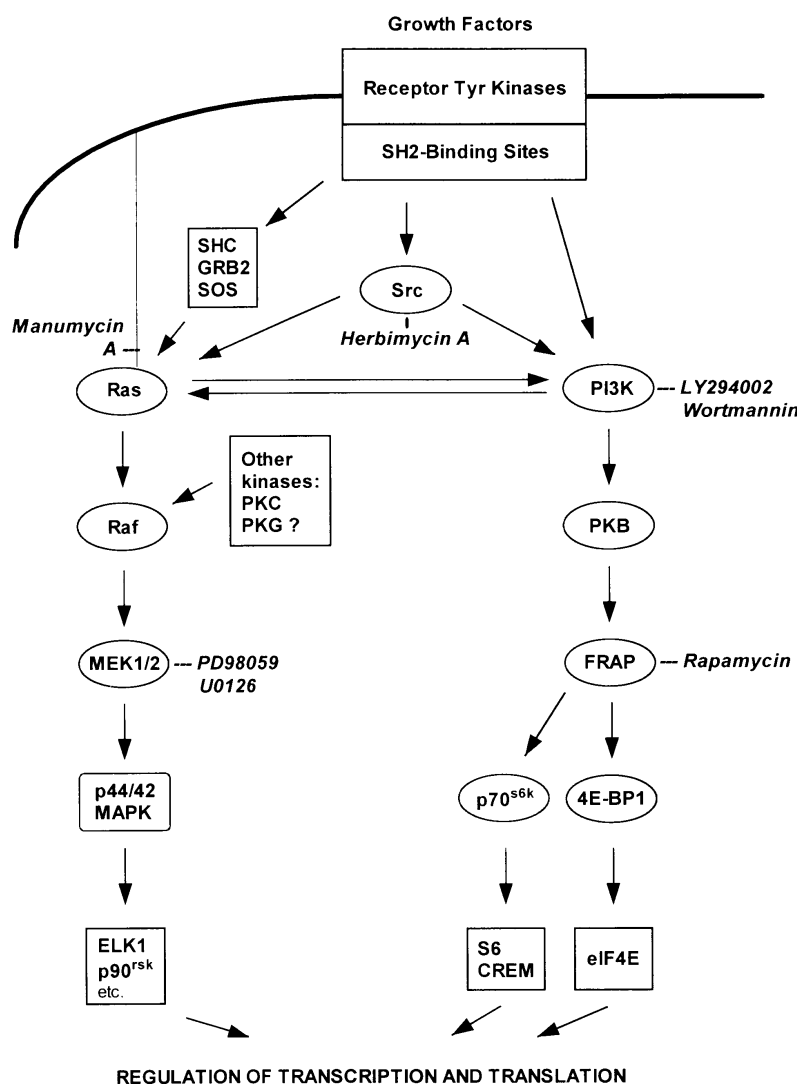 Growth Factors
Receptor Tyr Kinases
SH2-Binding Sites
SHC
GRB2
SOS
Src
Herbimycin A
Manumycin
A ---
Ras
PI3K
--- LY294002
Wortmannin
Other
kinases:
PKC
PKG ?
Raf
PKB
MEK1/2
--- PD98059
U0126
FRAP
--- Rapamycin
p44/42
MAPK
p70s6k
4E-BP1
ELK1
p90rsk
etc.
S6
CREM
eIF4E
REGULATION OF TRANSCRIPTION AND TRANSLATION